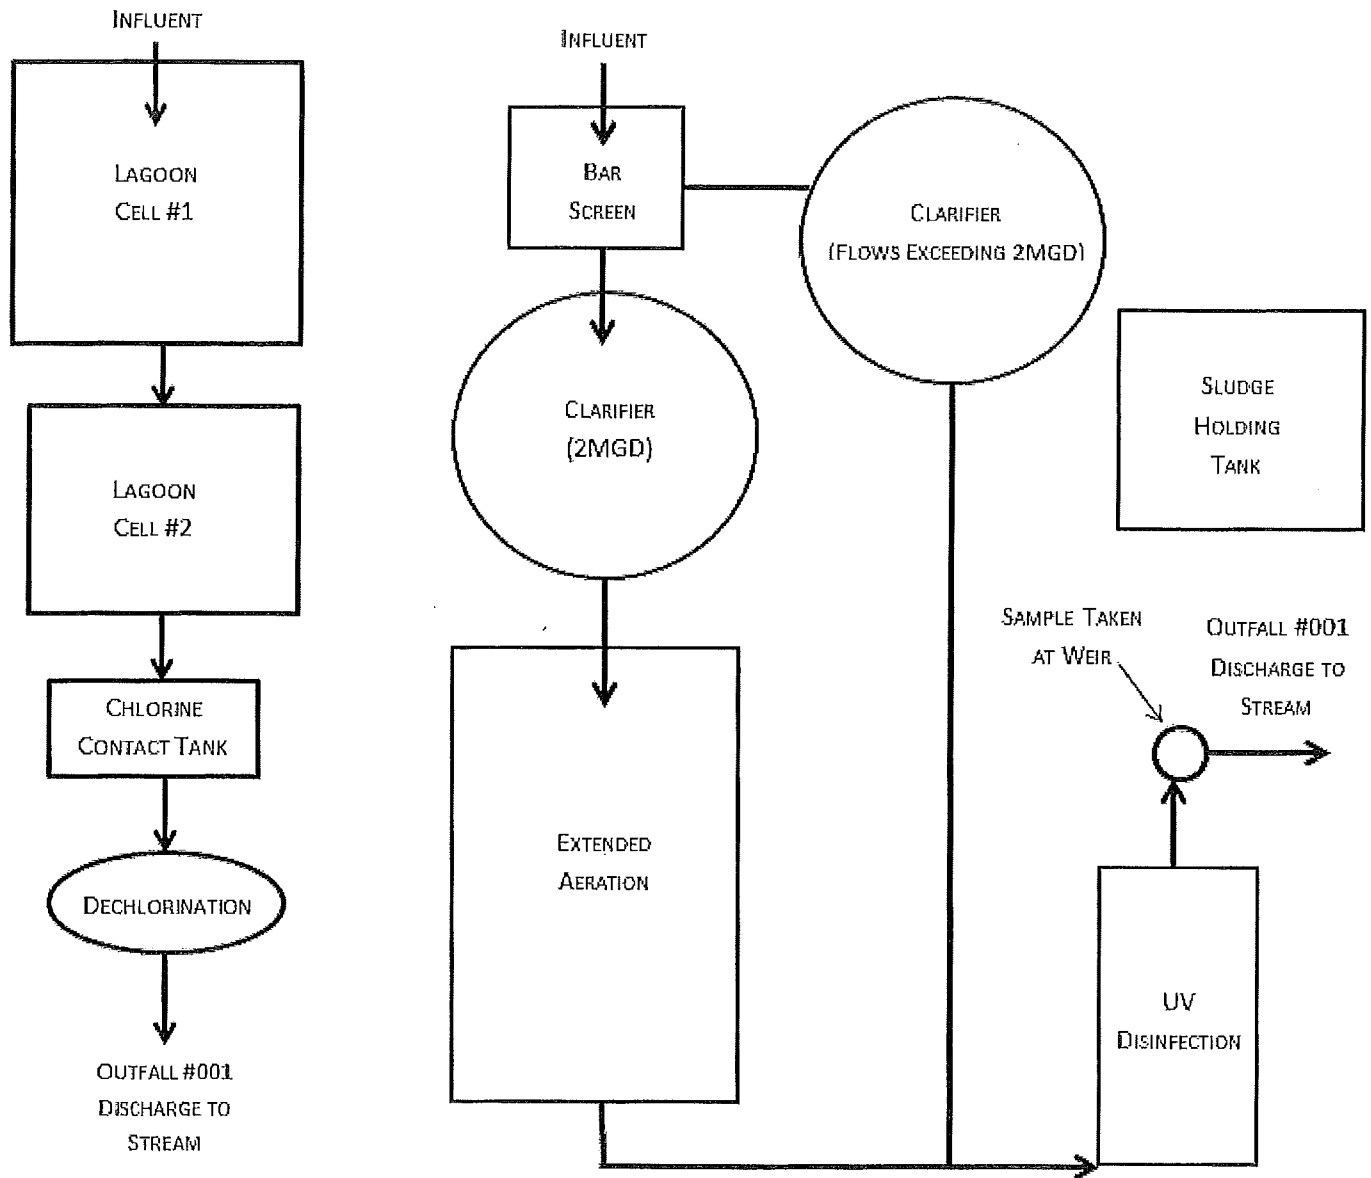 INFLUENT
LAGOON
CELL #1
LAGOON
CELL #2
CHLORINE
CONTACT TANK
DECHLORINATION
OUTFALL #001
DISCHARGE TO
STREAM
INFLUENT
BAR
SCREEN
CLARIFIER
(FLOWS EXCEEDING 2MGD)
CLARIFIER
(2MGD)
EXTENDED
AERATION
SLUDGE
HOLDING
TANK
SAMPLE TAKEN
AT WEIR
OUTFALL #001
DISCHARGE TO
STREAM
UV
DISINFECTION